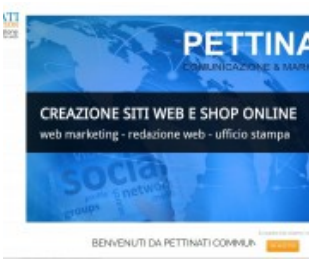 PETTINA
COMUNICAZIONE & MAR
CREAZIONE SITI WEB E SHOP ONLINE
web marketing - redazione web - ufficio stampa
social
network
groups
BENVENUTI DA PETTINATI COMMUN